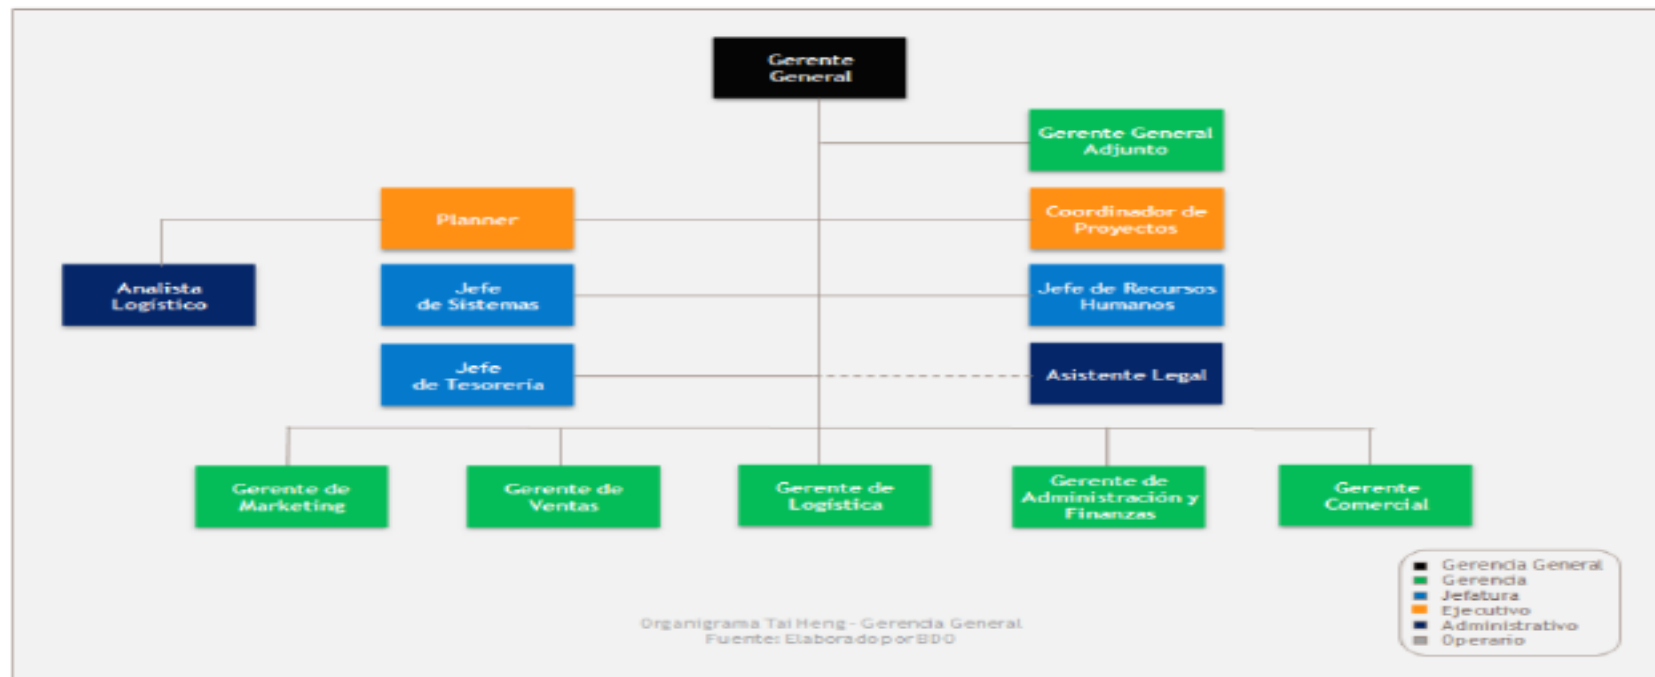 Gerente
General
Gerente General
Adjunto
Planner
Coordinador de
Proyectos
Analista
Logístico
Jefe
de Sistemas
Jefe de Recursos
Humanos
Jefe
de Tesorería
Asistente Legal
Gerente de
Marketing
Gerente de
Ventas
Gerente de
Logística
Gerente de
Administración y
Finanzas
Gerente
Comercial
Gerencia General
Gerencia
Jefatura
Ejecutivo
Administrativo
Operario
Organigrama Tai Heng - Gerencia General
Fuente: Elaborado por BDO